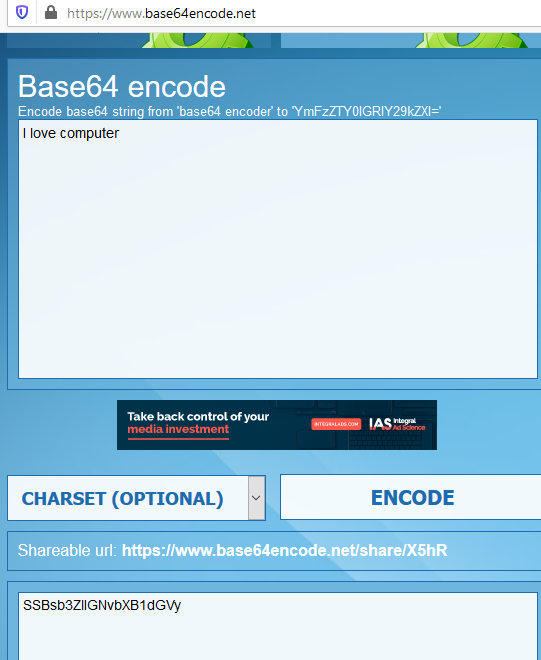 https://www.base64encode.net
Base64 encode
Encode base64 string from 'base64 encoder' to 'YmFzZTY0IGRlY29kZXI='
I love computer
Take back control of your
media investment
INTEGRALADS.COM
IAS Integral
Ad Science
CHARSET (OPTIONAL)
ENCODE
Shareable url: https://www.base64encode.net/share/X5hR
SSBsb3ZlIGNvbXB1dGVy